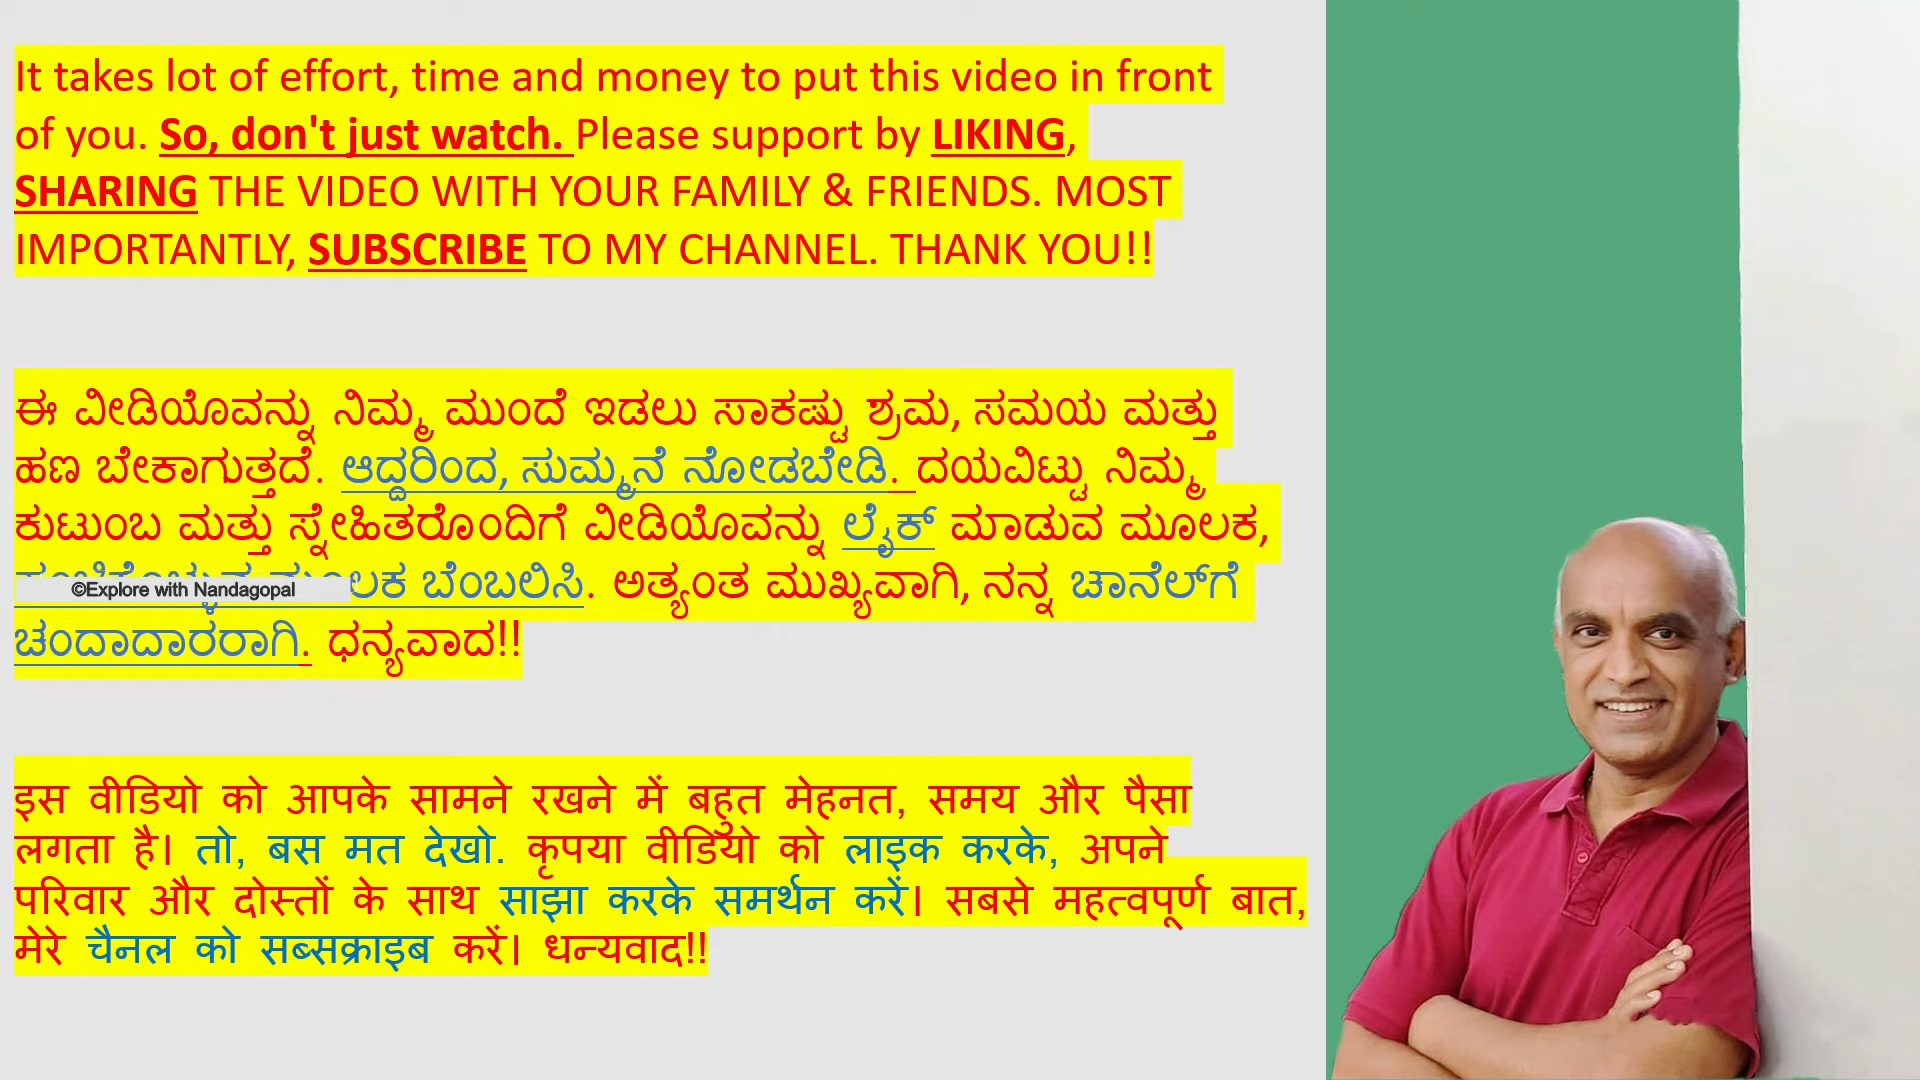 It takes lot of effort, time and money to put this video in front
of you. So, don't just watch. Please support by LIKING,
SHARING THE VIDEO WITH YOUR FAMILY & FRIENDS. MOST
IMPORTANTLY, SUBSCRIBE TO MY CHANNEL. THANK YOU!!
ಈ ವೀಡಿಯೊವನ್ನು ನಿಮ್ಮ ಮುಂದೆ ಇಡಲು ಸಾಕಷ್ಟು ಶ್ರಮ, ಸಮಯ ಮತ್ತು
ಹಣ ಬೇಕಾಗುತ್ತದೆ. ಆದ್ದರಿಂದ, ಸುಮ್ಮನೆ ನೋಡಬೇಡಿ. ದಯವಿಟ್ಟು ನಿಮ್ಮ
ಕುಟುಂಬ ಮತ್ತು ಸ್ನೇಹಿತರೊಂದಿಗೆ ವೀಡಿಯೊವನ್ನು ಲೈಕ್ ಮಾಡುವ ಮೂಲಕ,
ಬೆಂಬಲಿಸಿ. ಅತ್ಯಂತ ಮುಖ್ಯವಾಗಿ, ನನ್ನ ಚಾನೆಲ್‌ಗೆ
©Explore with Nandagopal
ಚಂದಾದಾರರಾಗಿ. ಧನ್ಯವಾದ!!
इस वीडियो को आपके सामने रखने में बहुत मेहनत, समय और पैसा
लगता है। तो, बस मत देखो. कृपया वीडियो को लाइक करके, अपने
परिवार और दोस्तों के साथ साझा करके समर्थन करें। सबसे महत्वपूर्ण बात,
मेरे चैनल को सब्सक्राइब करें। धन्यवाद!!